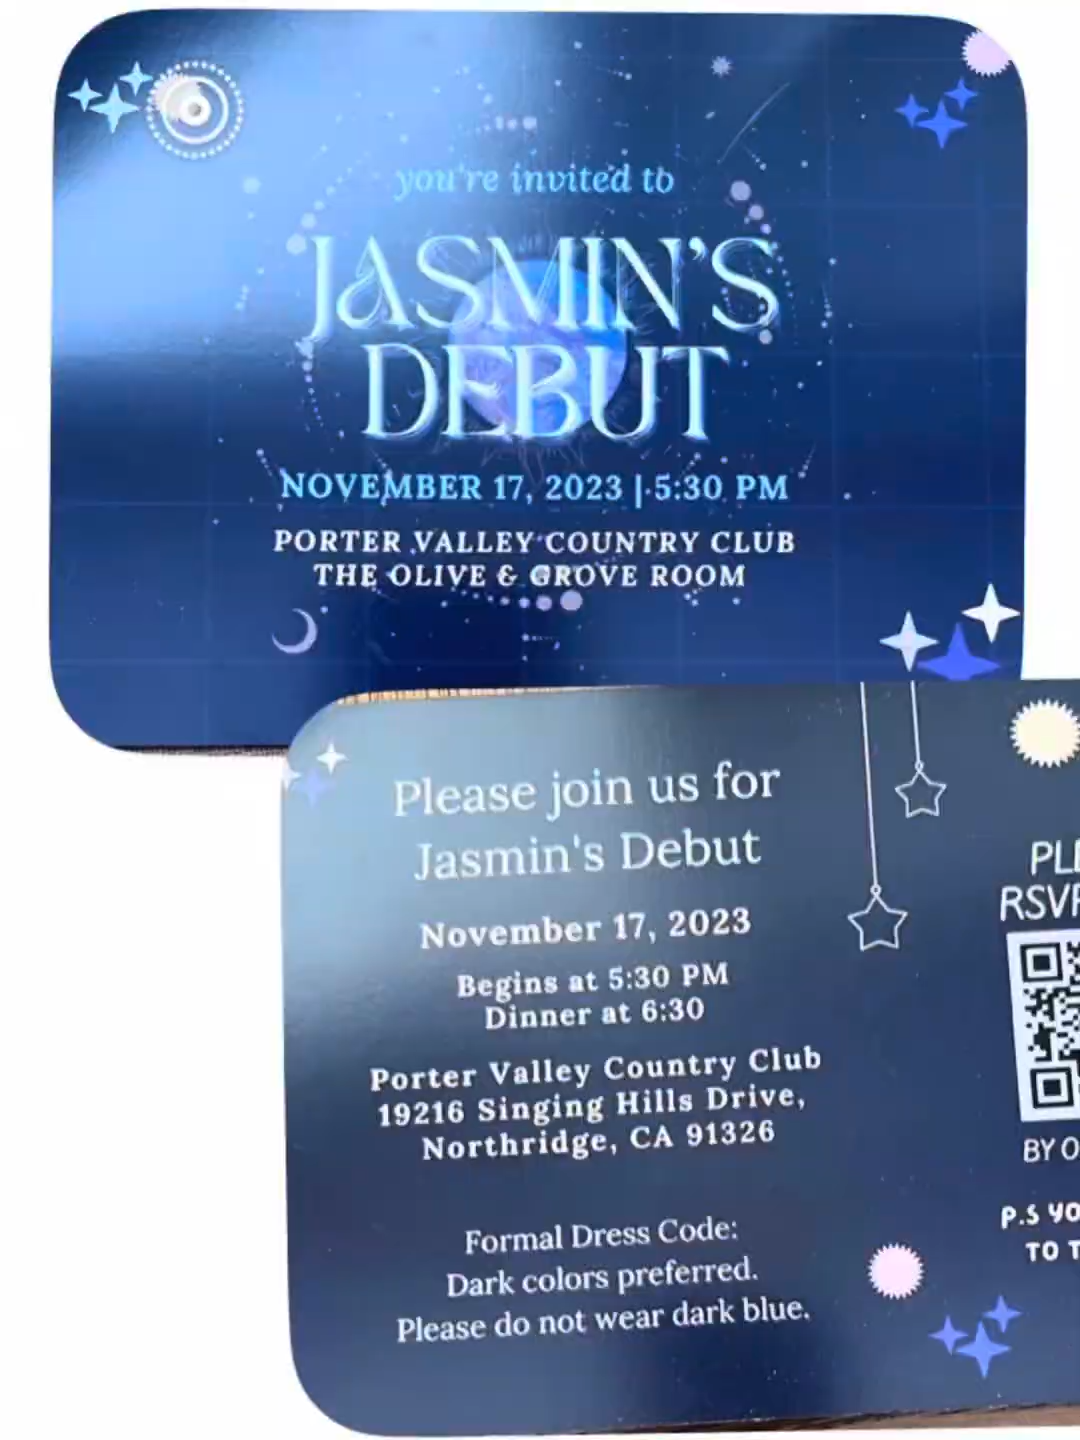 you're invited to
JASMIN'S
DEBUT
NOVEMBER 17, 2023 | 5:30 PM
PORTER VALLEY COUNTRY CLUB
THE OLIVE & GROVE ROOM
Please join us for
Jasmin's Debut
November 17, 2023
Begins at 5:30 PM
Dinner at 6:30
Porter Valley Country Club
19216 Singing Hills Drive,
Northridge, CA 91326
Formal Dress Code:
Dark colors preferred.
Please do not wear dark blue.
RSVP
BY
P.S
TO